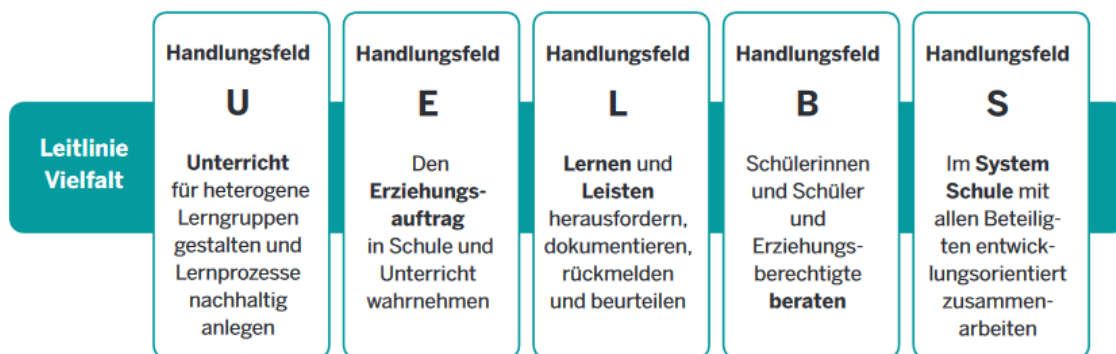 Leitlinie
Vielfalt
Handlungsfeld
U
Unterricht
für heterogene
Lerngruppen
gestalten und
Lernprozesse
nachhaltig
anlegen
Handlungsfeld
E
Den
Erziehungs-
auftrag
in Schule und
Unterricht
wahrnehmen
Handlungsfeld
L
Lernen und
Leisten
herausfordern,
dokumentieren,
rückmelden
und beurteilen
Handlungsfeld
B
Schülerinnen
und Schüler
und
Erziehungs-
berechtigte
beraten
Handlungsfeld
S
Im System
Schule mit
allen Beteilig-
ten entwick-
lungsorientiert
zusammen-
arbeiten